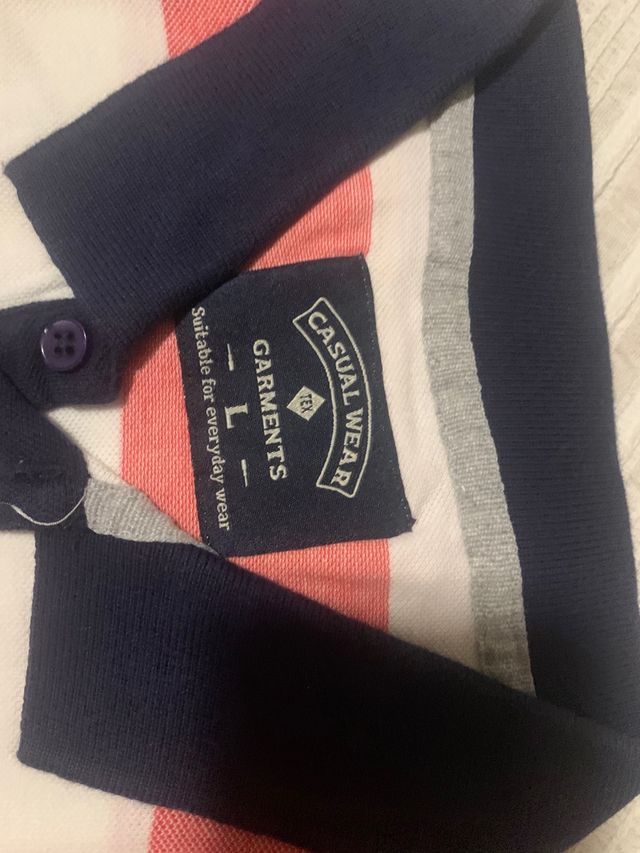 CASUAL WEAR
TEX
GARMENTS
— L —
Suitable for everyday wear